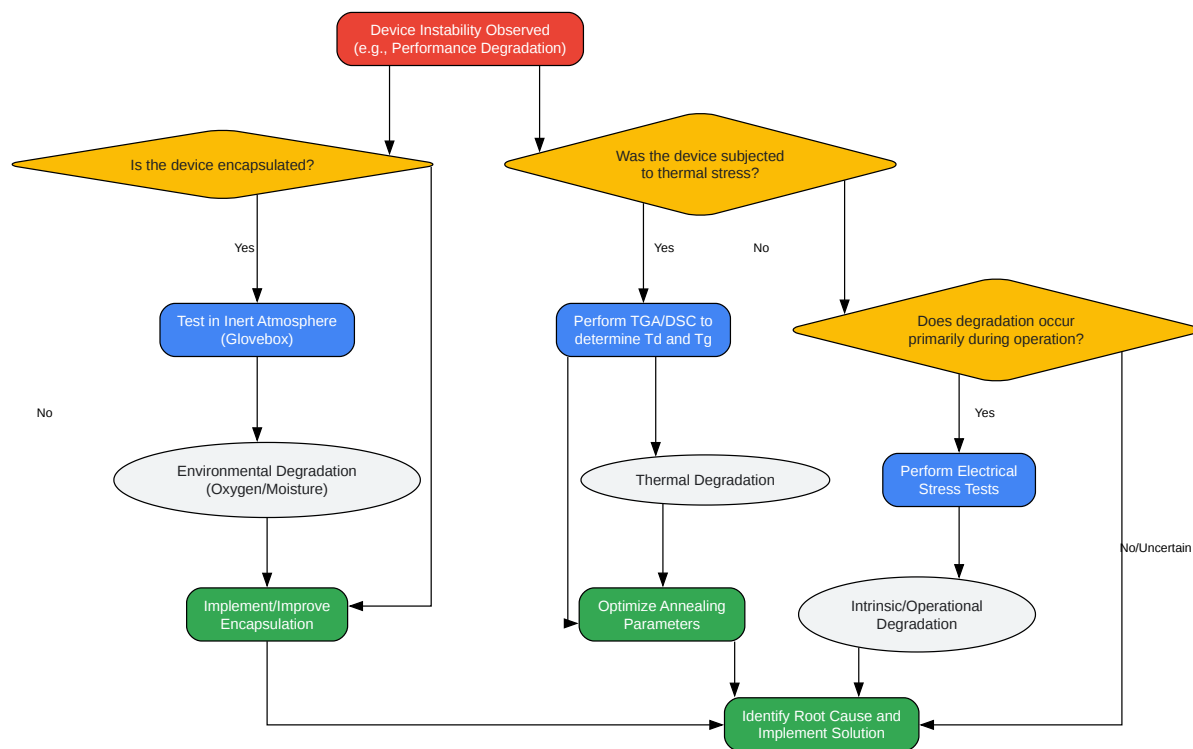 Device Instability Observed
(e.g., Performance Degradation)
Is the device encapsulated?
Was the device subjected
to thermal stress?
Yes
Yes
No
Test in Inert Atmosphere
(Glovebox)
Perform TGA/DSC to
determine Td and Tg
Does degradation occur
primarily during operation?
No
Yes
Environmental Degradation
(Oxygen/Moisture)
Thermal Degradation
Perform Electrical
Stress Tests
No/Uncertain
Implement/Improve
Encapsulation
Optimize Annealing
Parameters
Intrinsic/Operational
Degradation
Identify Root Cause and
Implement Solution